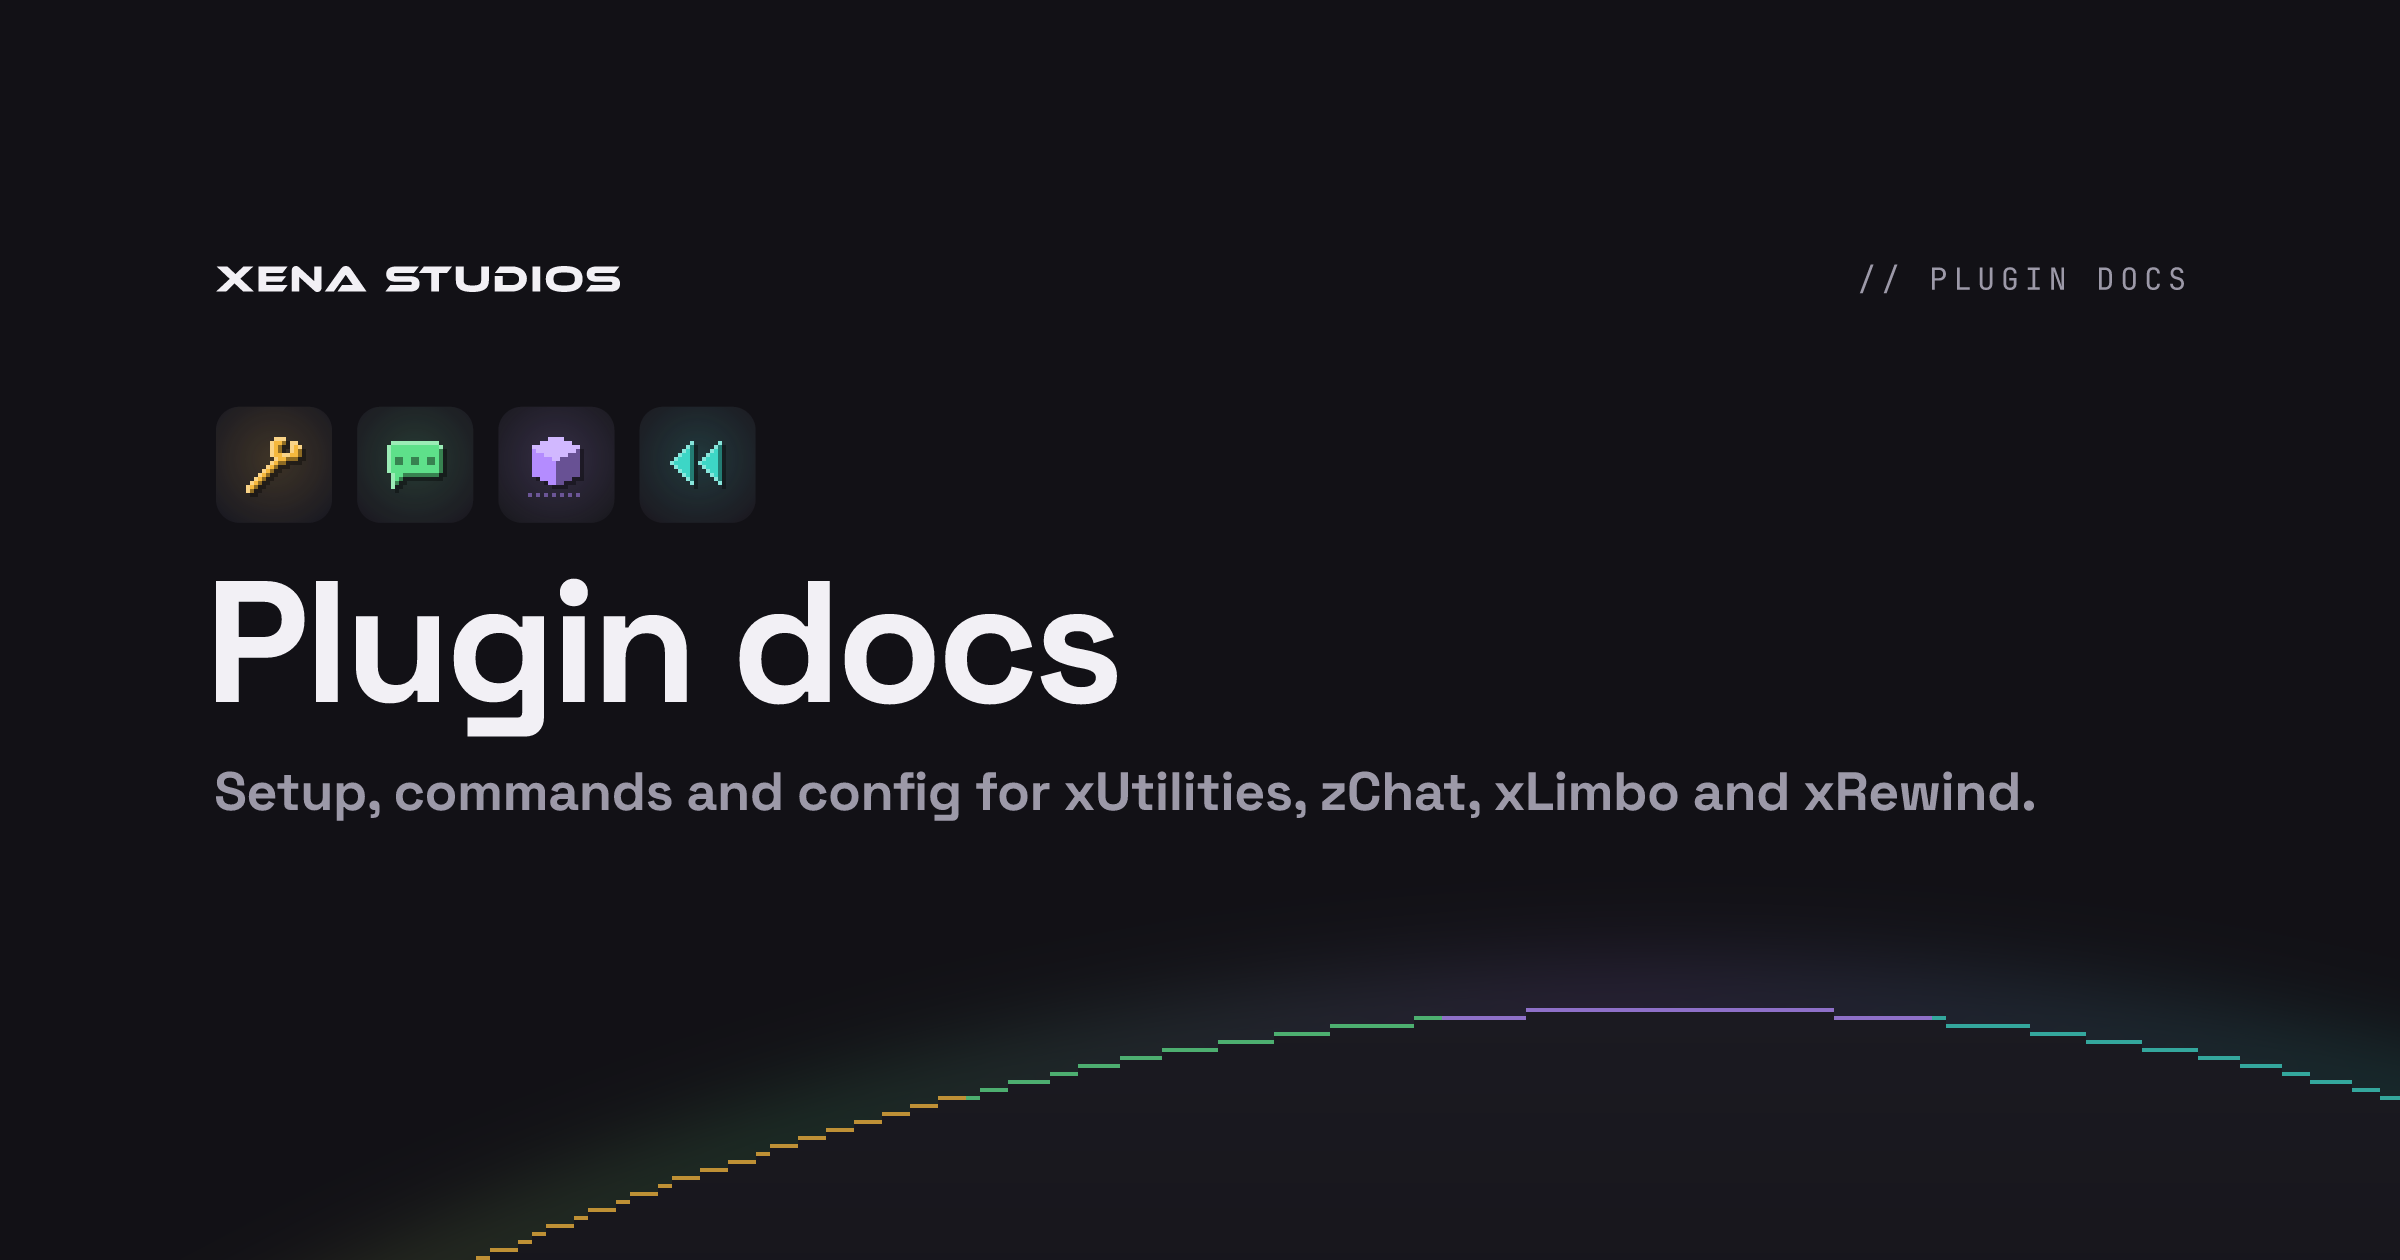 XENA STUDIOS
// PLUGIN DOCS
Plugin docs
Setup, commands and config for xUtilities, zChat, xLimbo and xRewind.